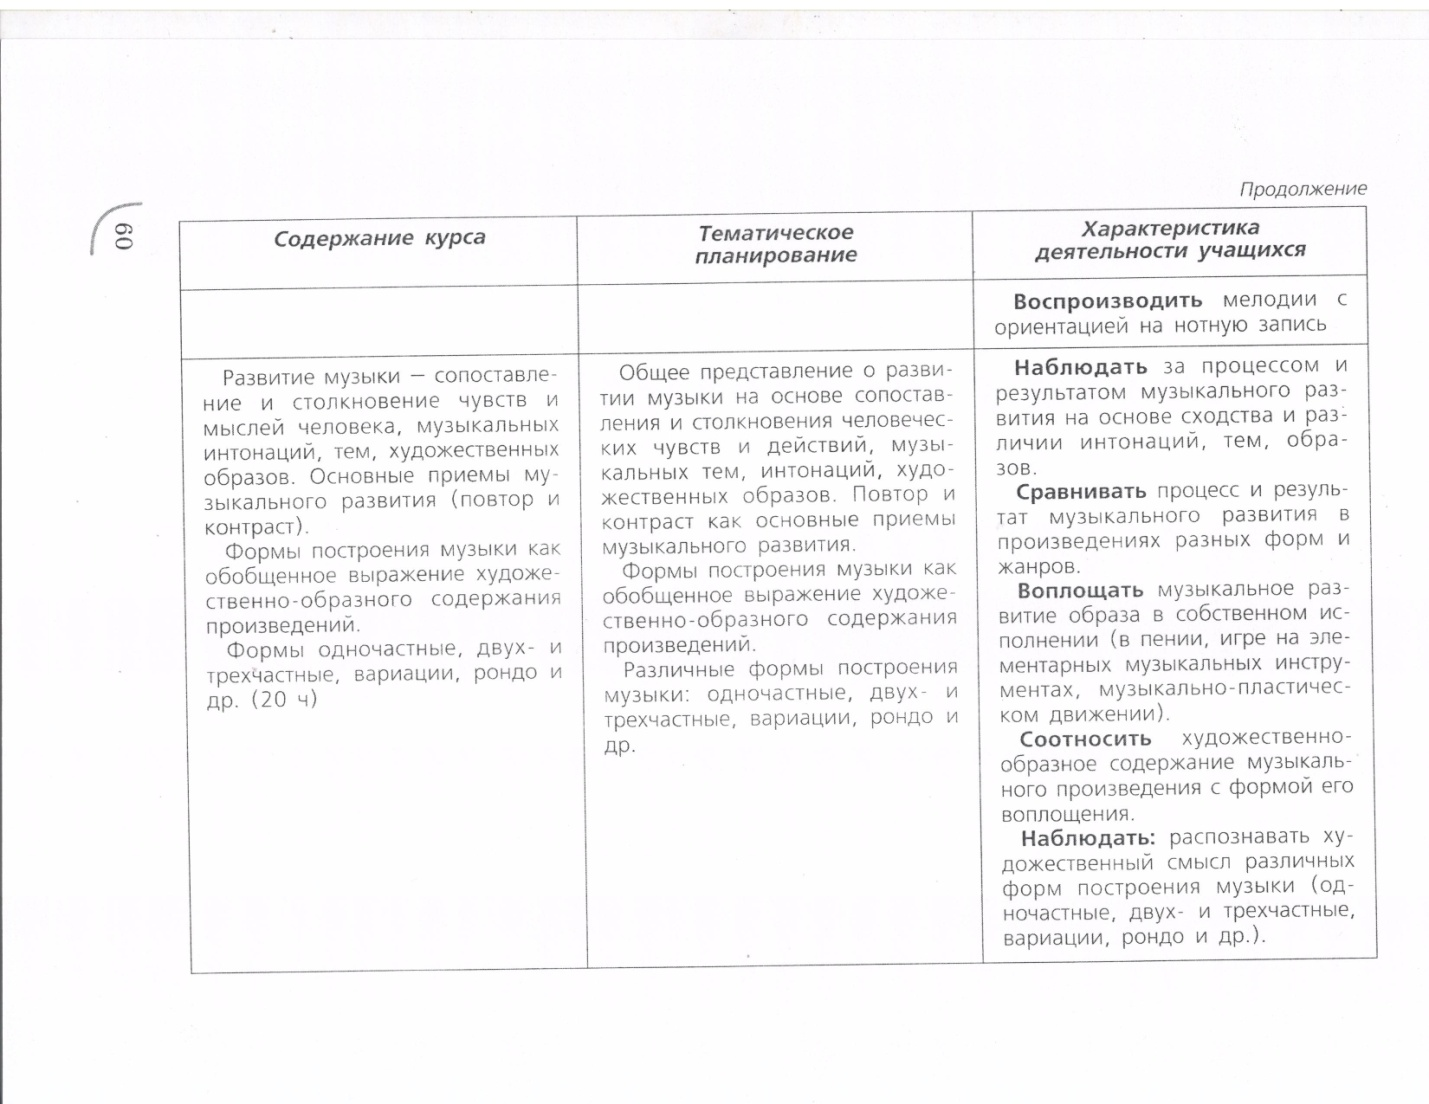 Продолжение
60
Содержание курса
Тематическое
планирование
Характеристика
деятельности учащихся
Воспроизводить мелодии с
ориентацией на нотную запись
Развитие музыки — сопоставле-
ние и столкновение чувств и
мыслей человека, музыкальных
интонаций, тем, художественных
образов. Основные приемы му-
зыкального развития (повтор и
контраст).
Формы построения музыки как
обобщенное выражение художе-
ственно-образного содержания
произведений.
Формы одночастные, двух- и
трехчастные, вариации, рондо и
др. (20 ч)
Общее представление о разви-
тии музыки на основе сопостав-
ления и столкновения человечес-
ких чувств и действий, музы-
кальных тем, интонаций, худо-
жественных образов. Повтор и
контраст как основные приемы
музыкального развития.
Формы построения музыки как
обобщенное выражение художе-
ственно-образного содержания
произведений.
Различные формы построения
музыки: одночастные, двух- и
трехчастные, вариации, рондо и
др.
Наблюдать за процессом и
результатом музыкального раз-
вития на основе сходства и раз-
личии интонаций, тем, обра-
зов.
Сравнивать процесс и резуль-
тат музыкального развития в
произведениях разных форм и
жанров.
Воплощать музыкальное раз-
витие образа в собственном ис-
полнении (в пении, игре на эле-
ментарных музыкальных инстру-
ментах, музыкально-пластичес-
ком движении).
Соотносить художественно-
образное содержание музыкаль-
ного произведения с формой его
воплощения.
Наблюдать: распознавать ху-
дожественный смысл различных
форм построения музыки (од-
ночастные, двух- и трехчастные,
вариации, рондо и др.).